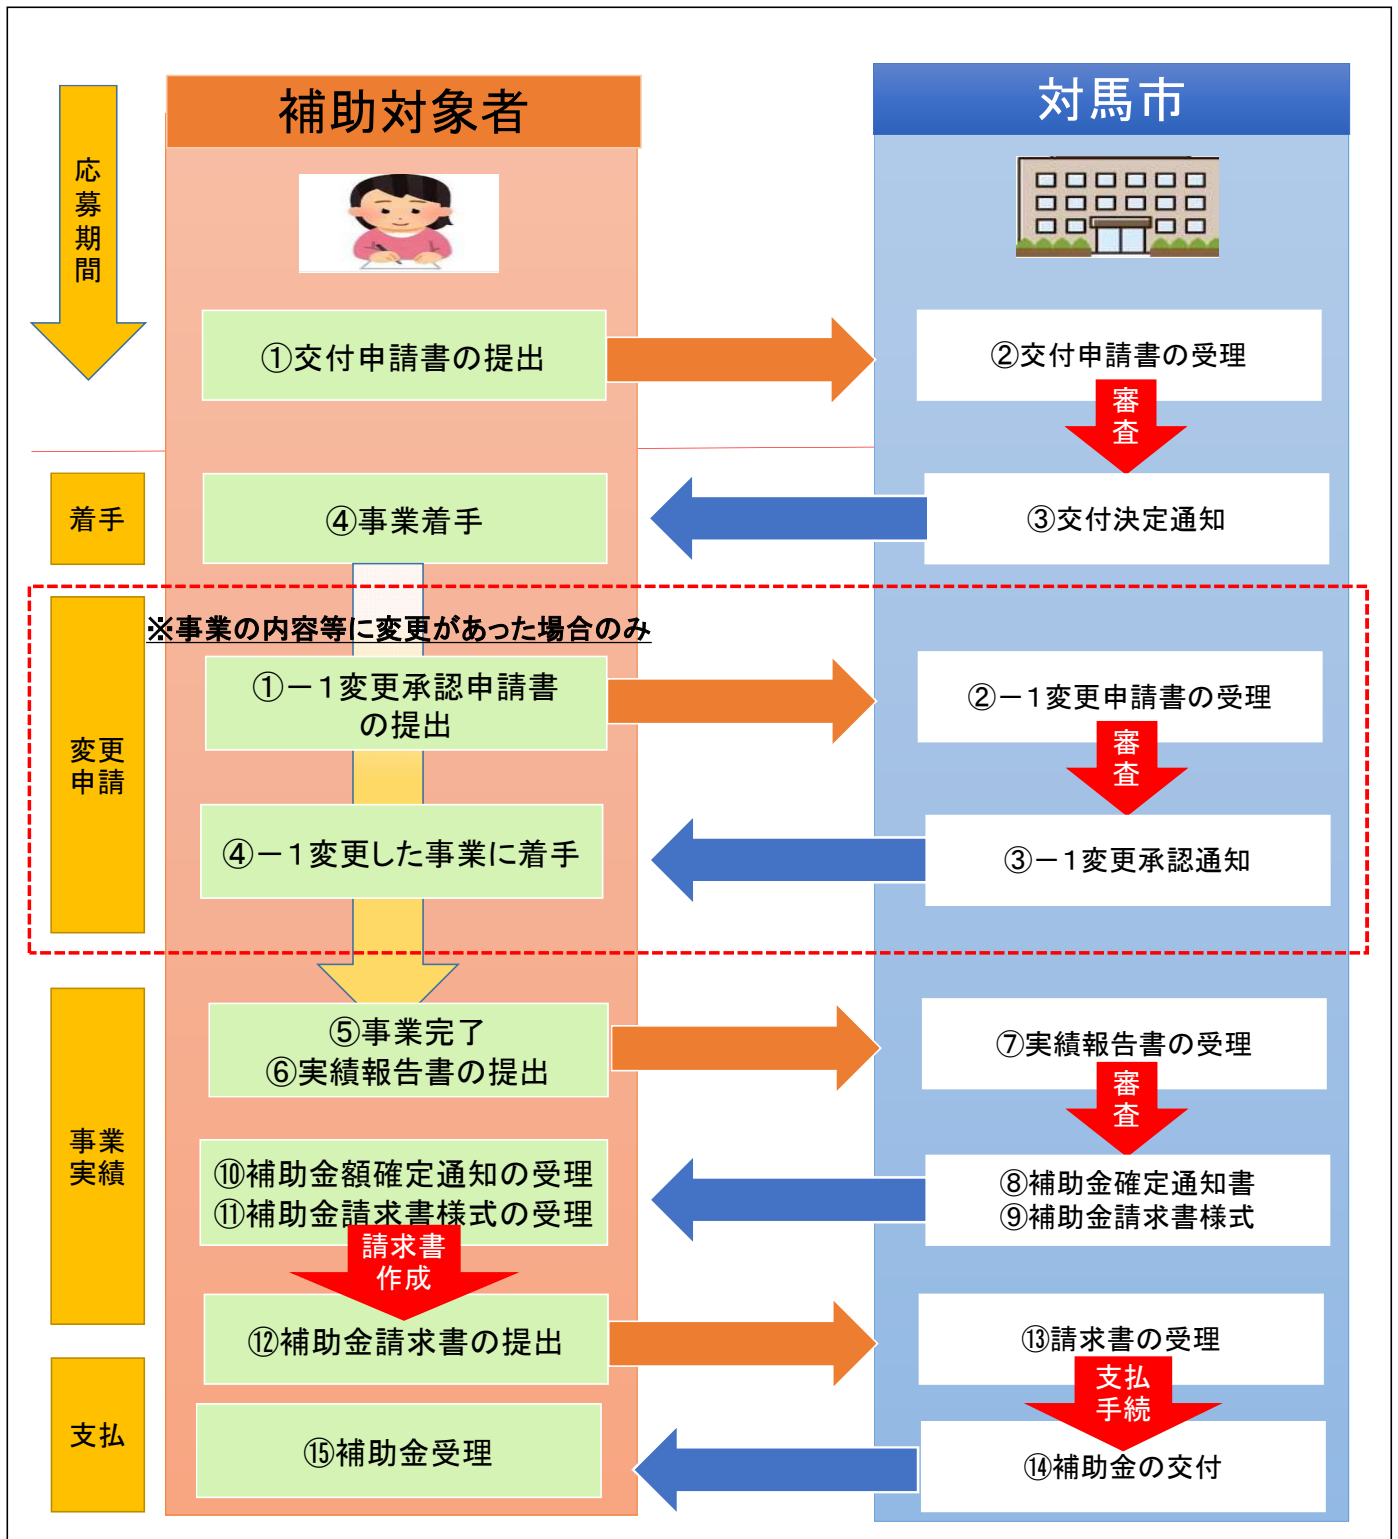 補助対象者
対馬市
応募期間
①交付申請書の提出
②交付申請書の受理
審査
着手
④事業着手
③交付決定通知
※事業の内容等に変更があった場合のみ
変更
申請
①－1変更承認申請書
の提出
②－1変更申請書の受理
審査
④－1変更した事業に着手
③－1変更承認通知
事業
実績
⑤事業完了
⑥実績報告書の提出
⑦実績報告書の受理
審査
⑩補助金額確定通知の受理
⑪補助金請求書様式の受理
⑧補助金確定通知書
⑨補助金請求書様式
請求書
作成
⑫補助金請求書の提出
⑬請求書の受理
支払
手続
支払
⑮補助金受理
⑭補助金の交付